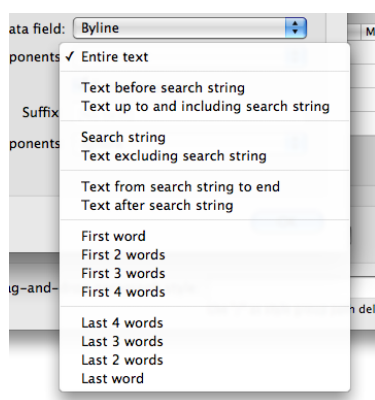 ata field: Byline
M
ponents ✓ Entire text
Text before search string
Text up to and including search string
Suffix
Search string
ponents Text excluding search string
Text from search string to end
Text after search string
First word
First 2 words
First 3 words
ag-and-
First 4 words
n del
Last 4 words
Last 3 words
Last 2 words
Last word